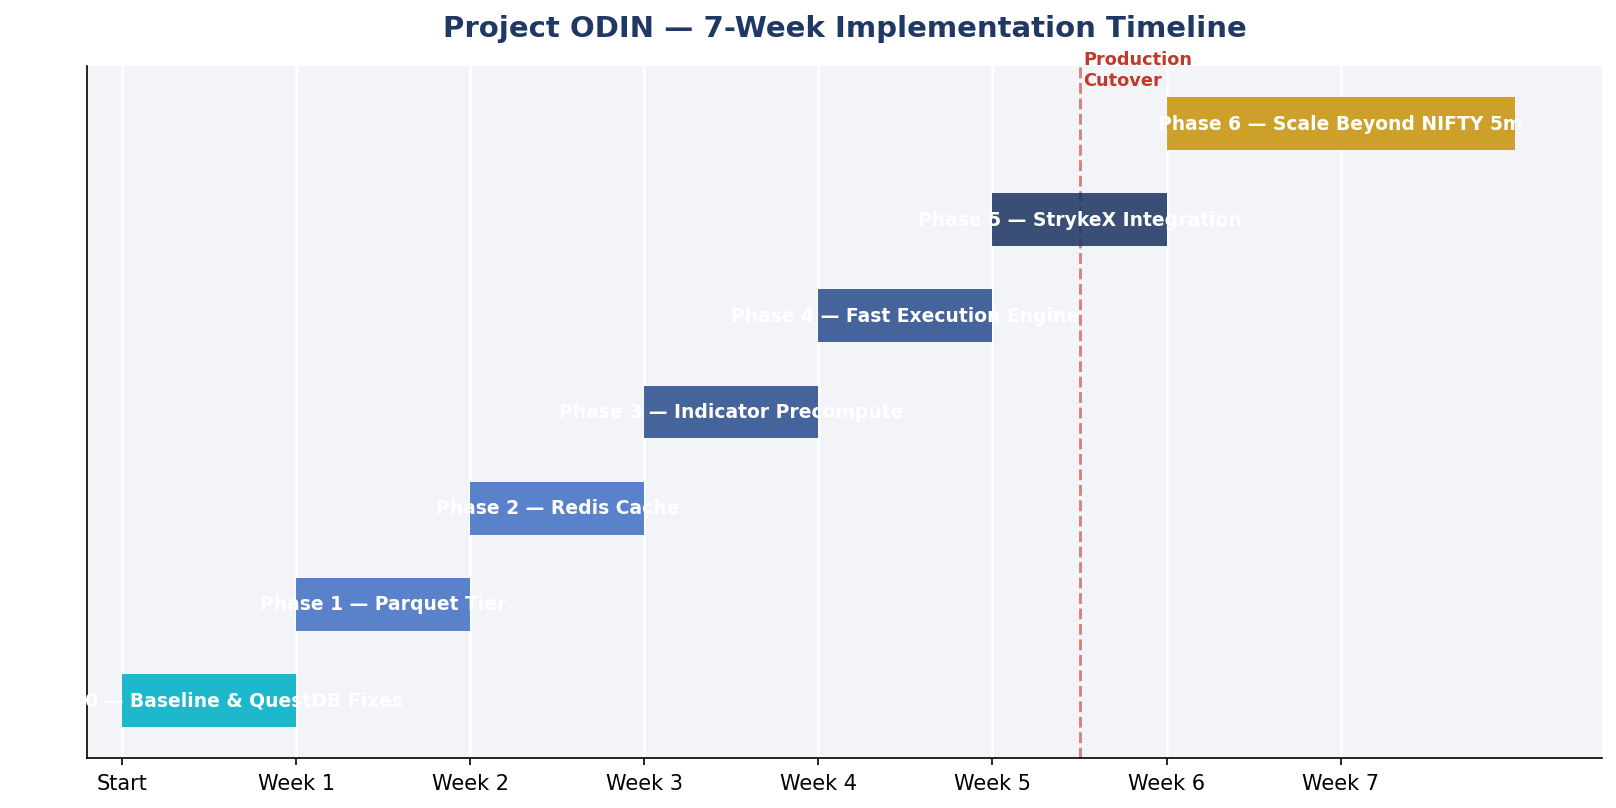 Project ODIN — 7-Week Implementation Timeline
Production
Cutover
Phase 6 — Scale Beyond NIFTY 5m
Phase 5 — StrykeX Integration
Phase 4 — Fast Execution Engine
Phase 3 — Indicator Precompute
Phase 2 — Redis Cache
Phase 1 — Parquet Tier
0 — Baseline & QuestDB Fixes
Start Week 1 Week 2 Week 3 Week 4 Week 5 Week 6 Week 7